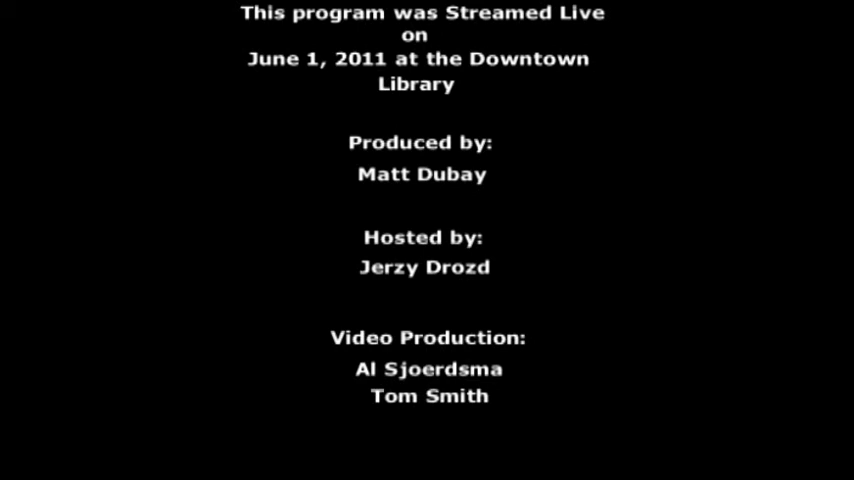 This program was Streamed Live
on
June 1, 2011 at the Downtown
Library
Produced by:
Matt Dubay
Hosted by:
Jerzy Drozd
Video Production:
Al Sjoerdsma
Tom Smith